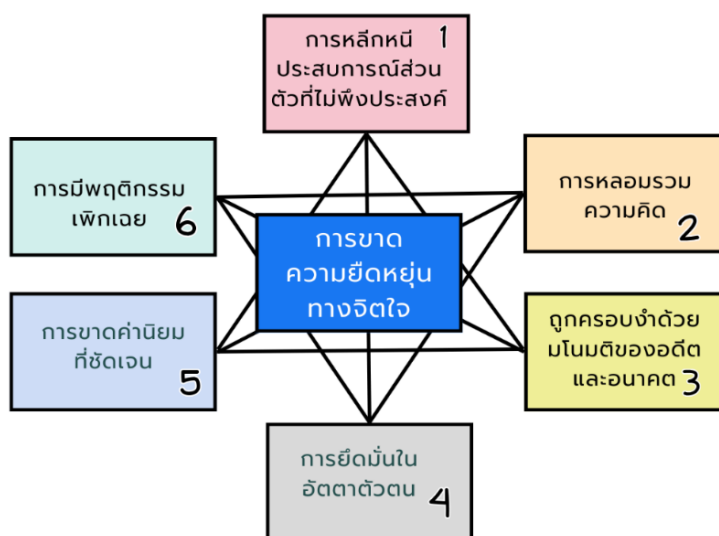 การหลีกหนี 1
ประสบการณ์ส่วน
ตัวที่ไม่พึงประสงค์
การหลอมรวม
ความคิด
2
ถูกครอบงำด้วย
มโนมติของอดีต
และอนาคต 3
การยึดมั่นใน
อัตตาตัวตน
4
การขาดค่านิยม
ที่ชัดเจน
5
การมีพฤติกรรม
เพิกเฉย
6
การขาด
ความยืดหยุ่น
ทางจิตใจ